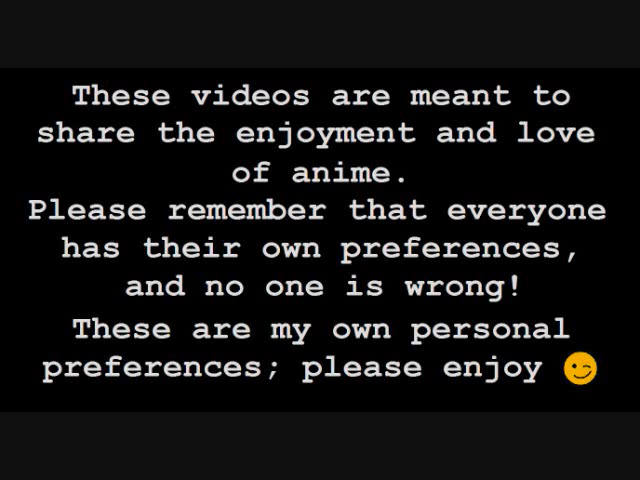 These videos are meant to
share the enjoyment and love
of anime.
Please remember that everyone
has their own preferences,
and no one is wrong!
These are my own personal
preferences; please enjoy 😉